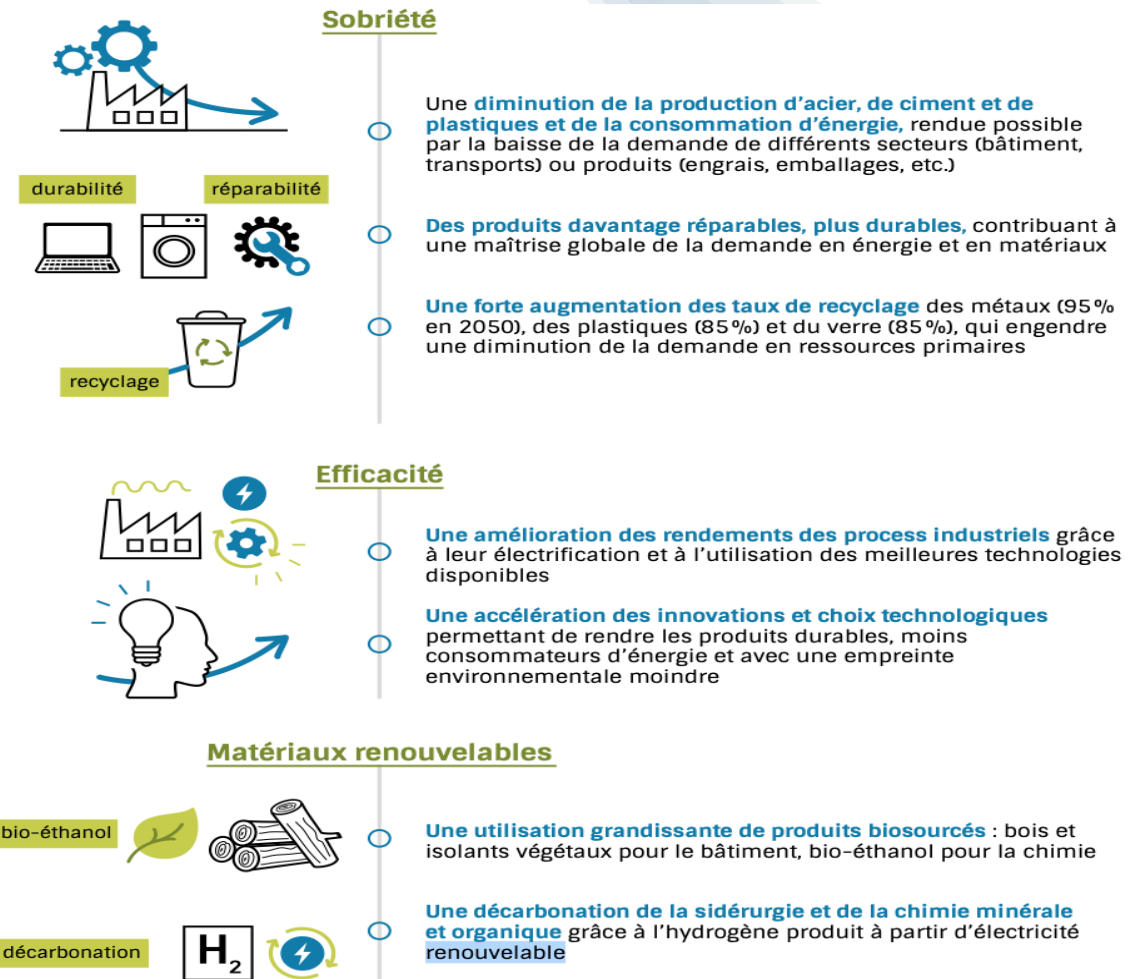 Sobriété
Une diminution de la production d'acier, de ciment et de
plastiques et de la consommation d'énergie, rendue possible
par la baisse de la demande de différents secteurs (bâtiment,
transports) ou produits (engrais, emballages, etc.)
durabilité
réparabilité
Des produits davantage réparables, plus durables, contribuant à
une maîtrise globale de la demande en énergie et en matériaux
Une forte augmentation des taux de recyclage des métaux (95%
en 2050), des plastiques (85%) et du verre (85%), qui engendre
une diminution de la demande en ressources primaires
recyclage
Efficacité
Une amélioration des rendements des process industriels grâce
à leur électrification et à l'utilisation des meilleures technologies
disponibles
Une accélération des innovations et choix technologiques
permettant de rendre les produits durables, moins
consommateurs d'énergie et avec une empreinte
environnementale moindre
Matériaux renouvelables
bio-éthanol
Une utilisation grandissante de produits biosourcés : bois et
isolants végétaux pour le bâtiment, bio-éthanol pour la chimie
Une décarbonation de la sidérurgie et de la chimie minérale
et organique grâce à l'hydrogène produit à partir d'électricité
renouvelable
décarbonation
H₂